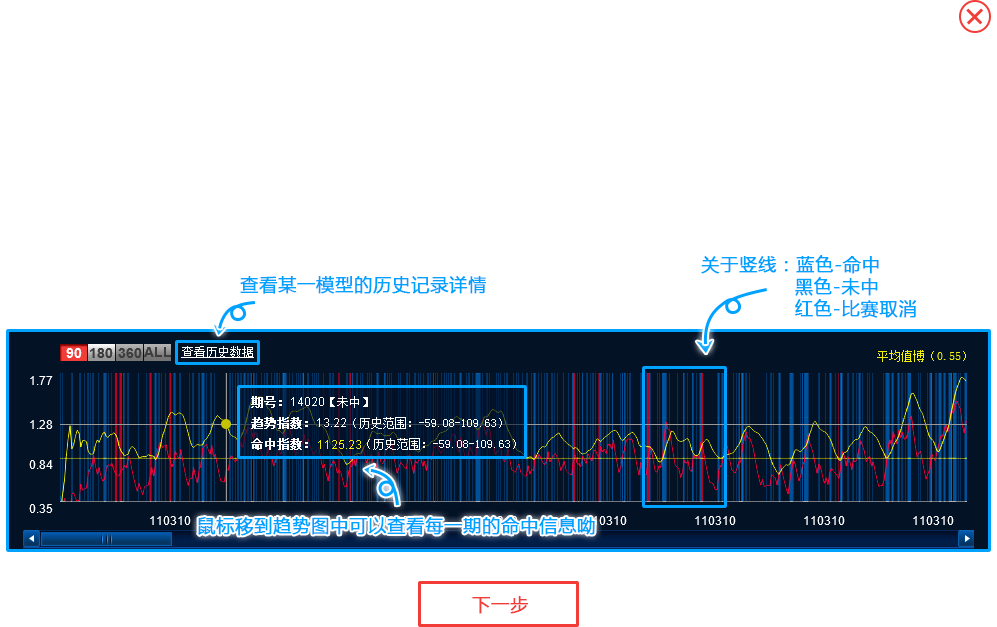 关于竖线：蓝色-命中
黑色-未中
红色-比赛取消
查看某一模型的历史记录详情
90 180 360 ALL 查看历史数据
平均值博（0.55）
1.77
期号：14020【未中】
趋势指数：13.22（历史范围：-59.08-109.63）
命中指数：1125.23（历史范围：-59.08-109.63）
1.28
0.84
0.35
110310 110310 110310 110310
鼠标移到趋势图中可以查看每一期的命中信息呦
下一步